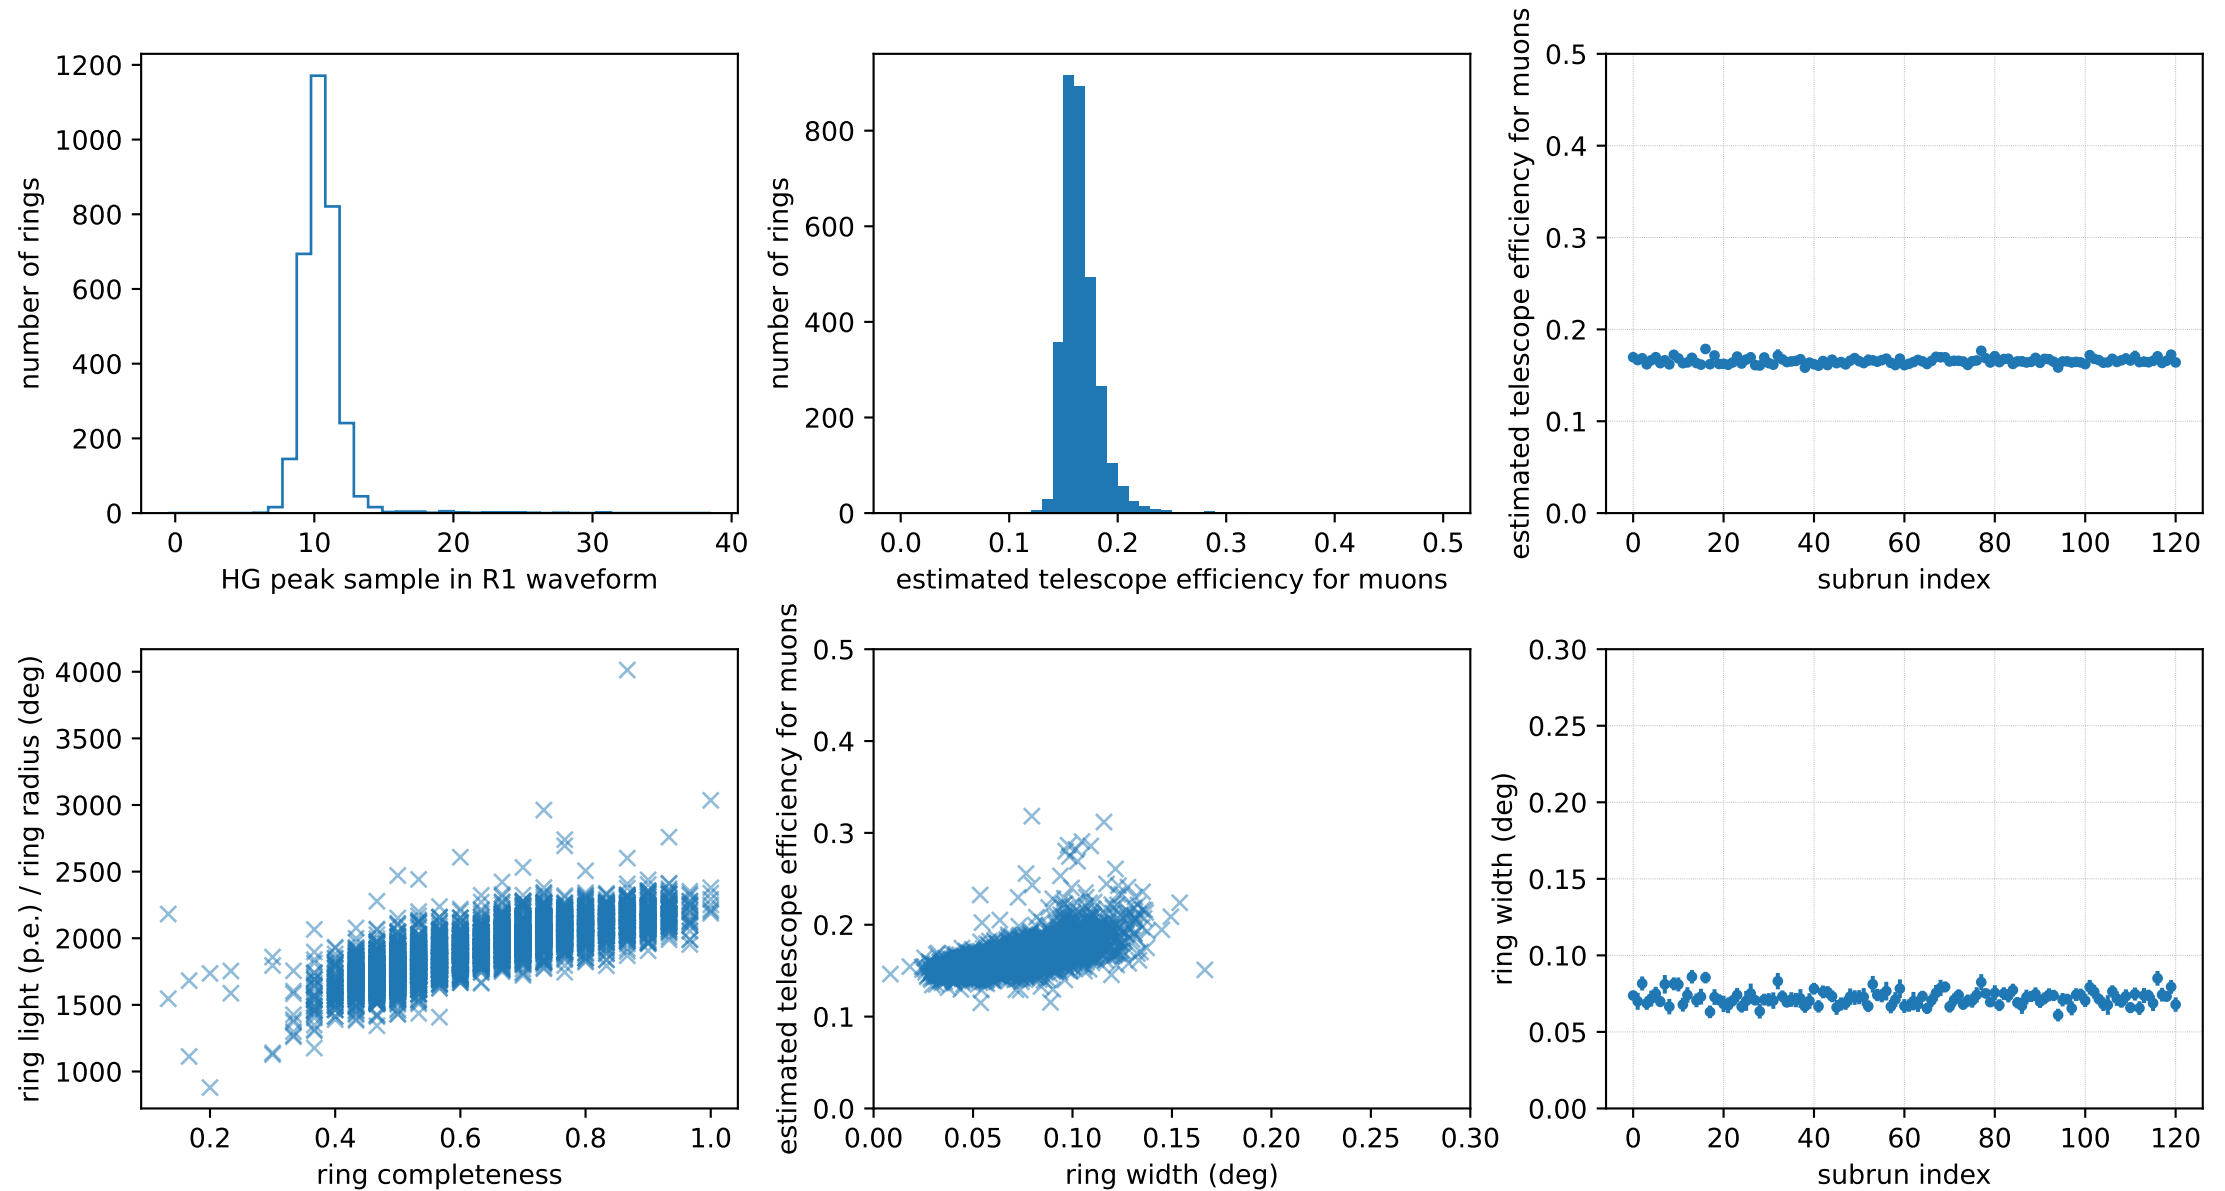 number of rings
1200
1000
800
600
400
200
0
0 10 20 30 40
HG peak sample in R1 waveform
number of rings
800
600
400
200
0
0.0 0.1 0.2 0.3 0.4 0.5
estimated telescope efficiency for muons
estimated telescope efficiency for muons
0.5
0.4
0.3
0.2
0.1
0.0
0 20 40 60 80 100 120
subrun index
ring light (p.e.) / ring radius (deg)
4000
3500
3000
2500
2000
1500
1000
0.2 0.4 0.6 0.8 1.0
ring completeness
estimated telescope efficiency for muons
0.5
0.4
0.3
0.2
0.1
0.0
0.00 0.05 0.10 0.15 0.20 0.25 0.30
ring width (deg)
ring width (deg)
0.30
0.25
0.20
0.15
0.10
0.05
0.00
0 20 40 60 80 100 120
subrun index